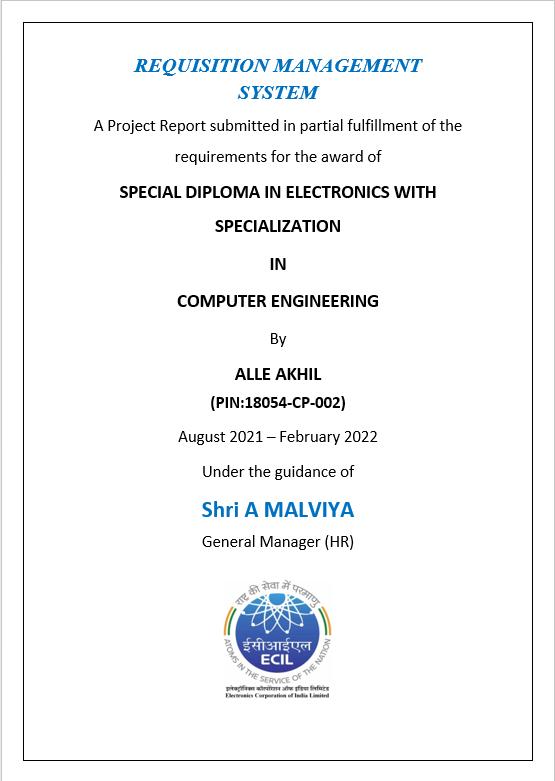 REQUISITION MANAGEMENT
SYSTEM
A Project Report submitted in partial fulfillment of the
requirements for the award of
SPECIAL DIPLOMA IN ELECTRONICS WITH
SPECIALIZATION
IN
COMPUTER ENGINEERING
By
ALLE AKHIL
(PIN:18054-CP-002)
August 2021 – February 2022
Under the guidance of
Shri A MALVIYA
General Manager (HR)
राष्ट्र की सेवा में परमाणु
ईसीआईएल
ECIL
ATOMS IN THE SERVICE OF THE NATION
इलेक्ट्रॉनिक्स कॉर्पोरेशन ऑफ इंडिया लिमिटेड
Electronics Corporation of India Limited